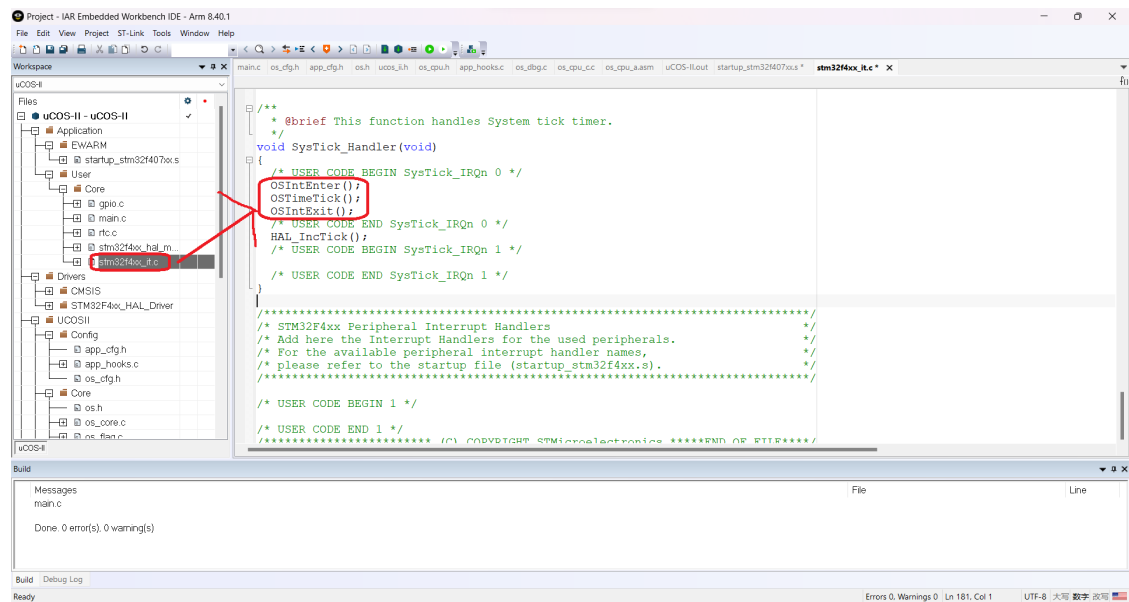 Project - IAR Embedded Workbench IDE - Arm 8.40.1
File Edit View Project ST-Link Tools Window Help
Workspace
main.c os_cfg.h app_cfg.h os.h ucos_ii.h os_cpu.h app_hooks.c os_dbg.c os_cpu_c.c os_cpu_a.asm uCOS-II.out startup_stm32f407xx.s * stm32f4xx_it.c *
uCOS-II
Files
uCOS-II - uCOS-II
Application
EWARM
startup_stm32f407xx.s
User
Core
gpio.c
main.c
rtc.c
stm32f4xx_hal_m...
stm32f4xx_it.c
Drivers
CMSIS
STM32F4xx_HAL_Driver
UCOSII
Config
app_cfg.h
app_hooks.c
os_cfg.h
Core
os.h
os_core.c
os_flag.c
uCOS-II
/**
* @brief This function handles System tick timer.
*/
void SysTick_Handler(void)
{
/* USER CODE BEGIN SysTick_IRQn 0 */
OSIntEnter();
OSTimeTick();
OSIntExit();
/* USER CODE END SysTick_IRQn 0 */
HAL_IncTick();
/* USER CODE BEGIN SysTick_IRQn 1 */
/* USER CODE END SysTick_IRQn 1 */
}
/******************************************************************************/
/* STM32F4xx Peripheral Interrupt Handlers */
/* Add here the Interrupt Handlers for the used peripherals. */
/* For the available peripheral interrupt handler names, */
/* please refer to the startup file (startup_stm32f4xx.s). */
/******************************************************************************/
/* USER CODE BEGIN 1 */
/* USER CODE END 1 */
/************************ (C) COPYRIGHT STMicroelectronics *****END OF FILE****/
Build
Messages File Line
main.c
Done. 0 error(s), 0 warning(s)
Build Debug Log
Ready Errors 0, Warnings 0 Ln 181, Col 1 UTF-8 大写 数字 改写